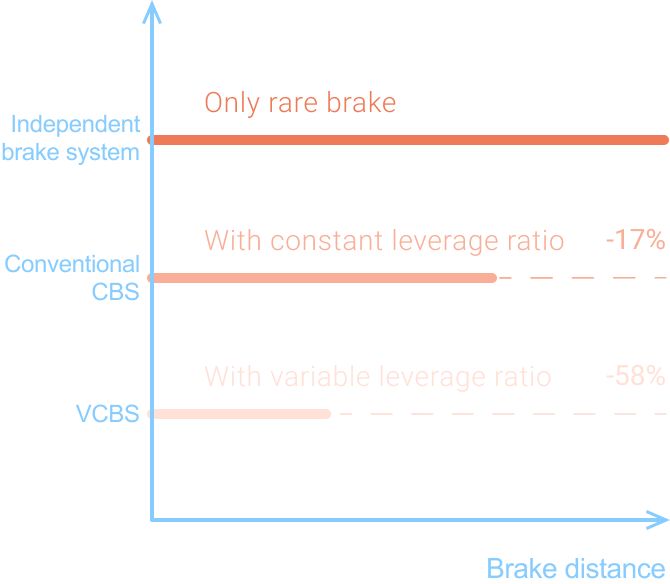 Only rare brake
Independent
brake system
With constant leverage ratio -17%
Conventional
CBS
With variable leverage ratio -58%
VCBS
Brake distance